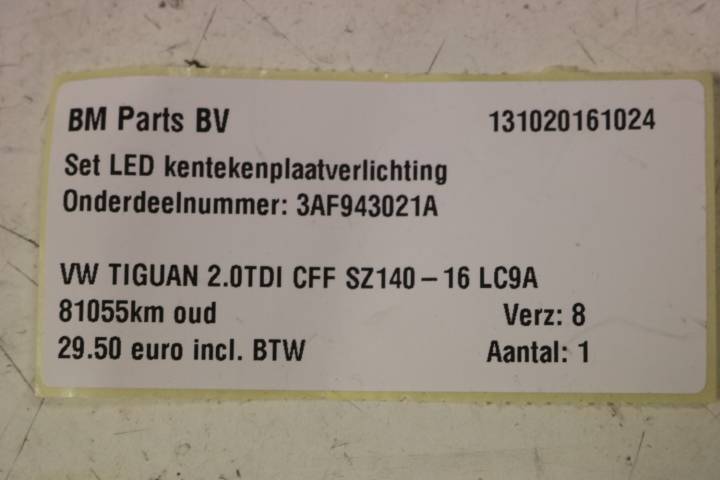 BM Parts BV 131020161024
Set LED kentekenplaatverlichting
Onderdeelnummer: 3AF943021A
VW TIGUAN 2.0TDI CFF SZ140 – 16 LC9A
81055km oud Verz: 8
29.50 euro incl. BTW Aantal: 1